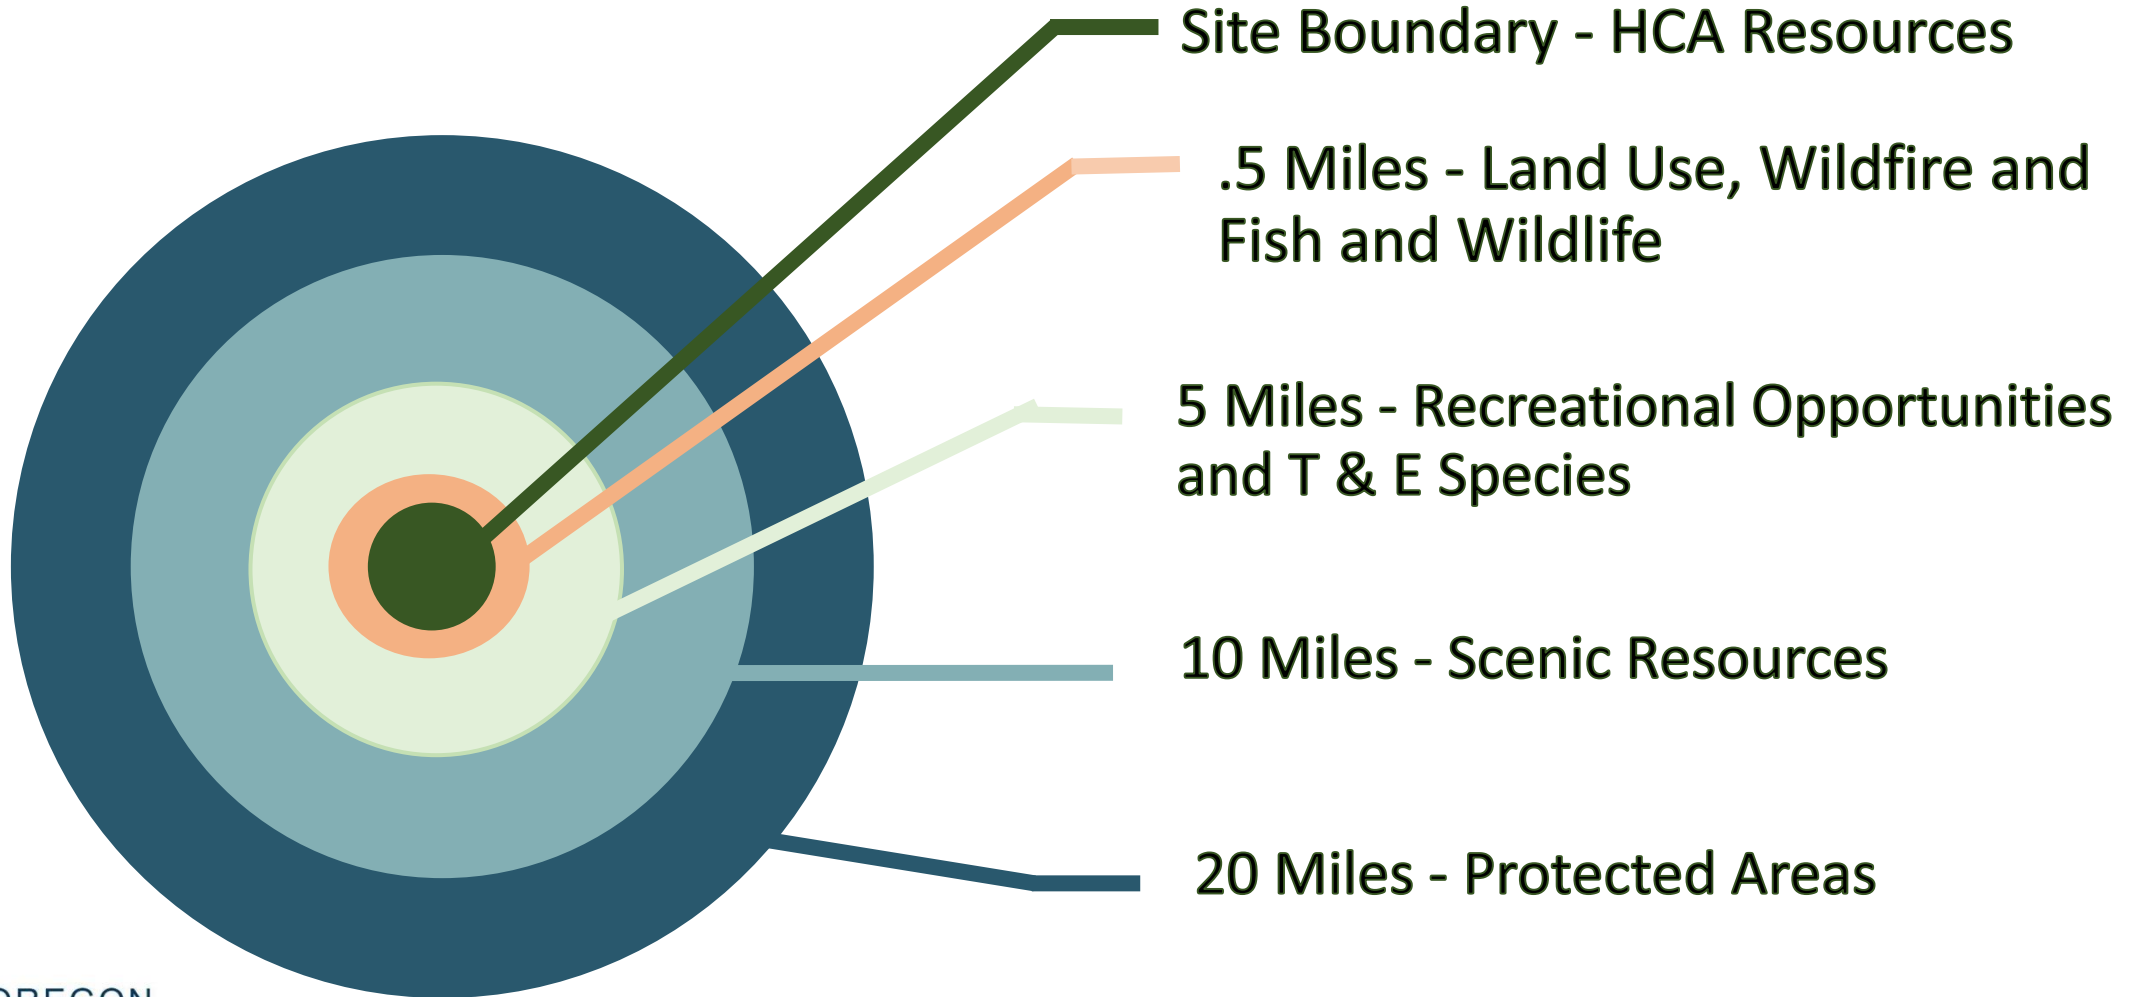 Site Boundary - HCA Resources
.5 Miles - Land Use, Wildfire and
Fish and Wildlife
5 Miles - Recreational Opportunities
and T & E Species
10 Miles - Scenic Resources
20 Miles - Protected Areas
OREGON